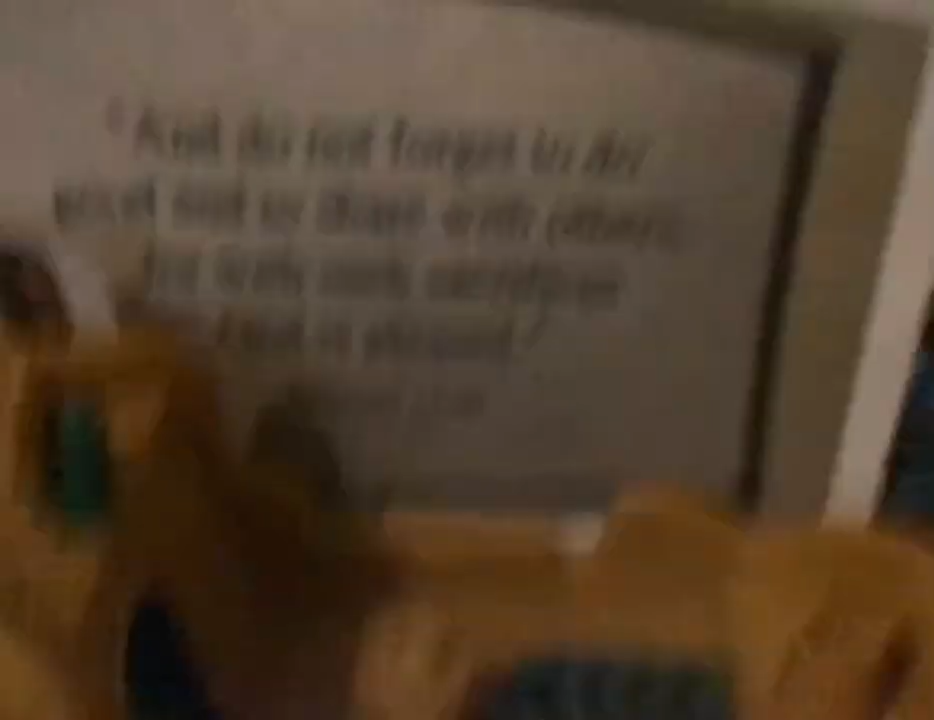 "And do not forget to do
good and to share with others,
for with such sacrifices
God is pleased."